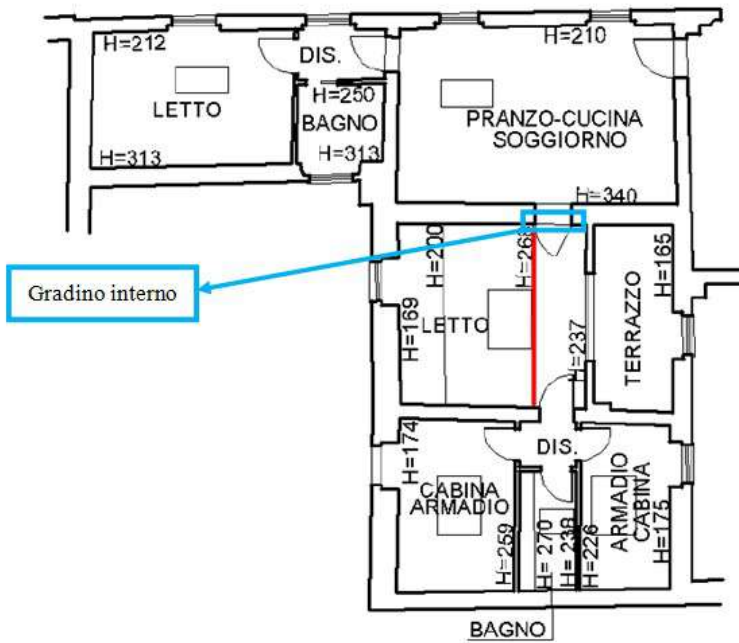 H=212
DIS.
H=210
LETTO
H=250
BAGNO
PRANZO-CUCINA
SOGGIORNO
H=313
H=313
H=340
Gradino interno
H=200
H=268
H=165
H=169
LETTO
H=237
TERRAZZO
H=174
DIS.
CABINA
ARMADIO
ARMADIO
CABINA
H=259
H= 270
H= 238
H=226
H=175
BAGNO